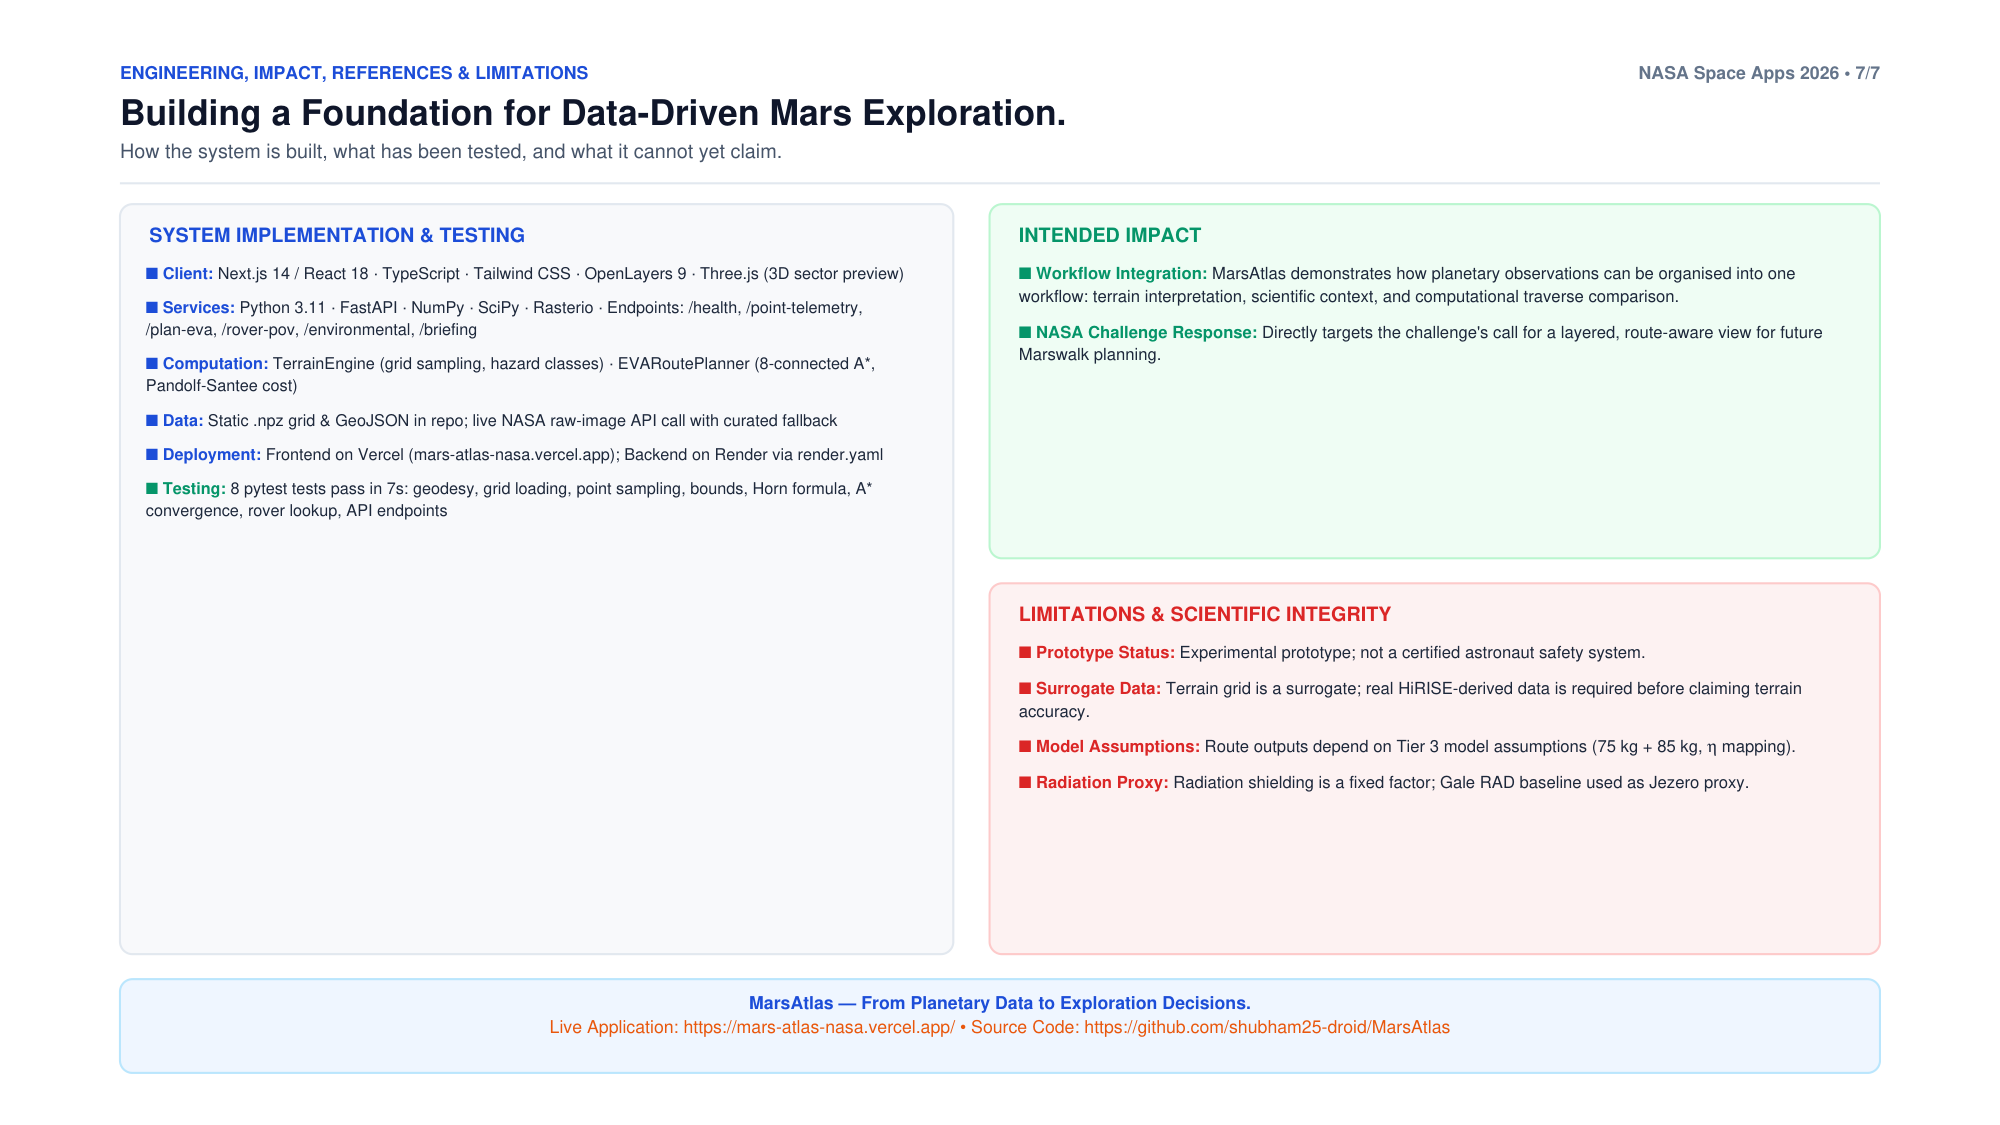 ENGINEERING, IMPACT, REFERENCES & LIMITATIONS
NASA Space Apps 2026 • 7/7
Building a Foundation for Data-Driven Mars Exploration.
How the system is built, what has been tested, and what it cannot yet claim.
SYSTEM IMPLEMENTATION & TESTING
■ Client: Next.js 14 / React 18 · TypeScript · Tailwind CSS · OpenLayers 9 · Three.js (3D sector preview)
■ Services: Python 3.11 · FastAPI · NumPy · SciPy · Rasterio · Endpoints: /health, /point-telemetry,
/plan-eva, /rover-pov, /environmental, /briefing
■ Computation: TerrainEngine (grid sampling, hazard classes) · EVARoutePlanner (8-connected A*,
Pandolf-Santee cost)
■ Data: Static .npz grid & GeoJSON in repo; live NASA raw-image API call with curated fallback
■ Deployment: Frontend on Vercel (mars-atlas-nasa.vercel.app); Backend on Render via render.yaml
■ Testing: 8 pytest tests pass in 7s: geodesy, grid loading, point sampling, bounds, Horn formula, A*
convergence, rover lookup, API endpoints
INTENDED IMPACT
■ Workflow Integration: MarsAtlas demonstrates how planetary observations can be organised into one
workflow: terrain interpretation, scientific context, and computational traverse comparison.
■ NASA Challenge Response: Directly targets the challenge's call for a layered, route-aware view for future
Marswalk planning.
LIMITATIONS & SCIENTIFIC INTEGRITY
■ Prototype Status: Experimental prototype; not a certified astronaut safety system.
■ Surrogate Data: Terrain grid is a surrogate; real HiRISE-derived data is required before claiming terrain
accuracy.
■ Model Assumptions: Route outputs depend on Tier 3 model assumptions (75 kg + 85 kg, η mapping).
■ Radiation Proxy: Radiation shielding is a fixed factor; Gale RAD baseline used as Jezero proxy.
MarsAtlas — From Planetary Data to Exploration Decisions.
Live Application: https://mars-atlas-nasa.vercel.app/ • Source Code: https://github.com/shubham25-droid/MarsAtlas